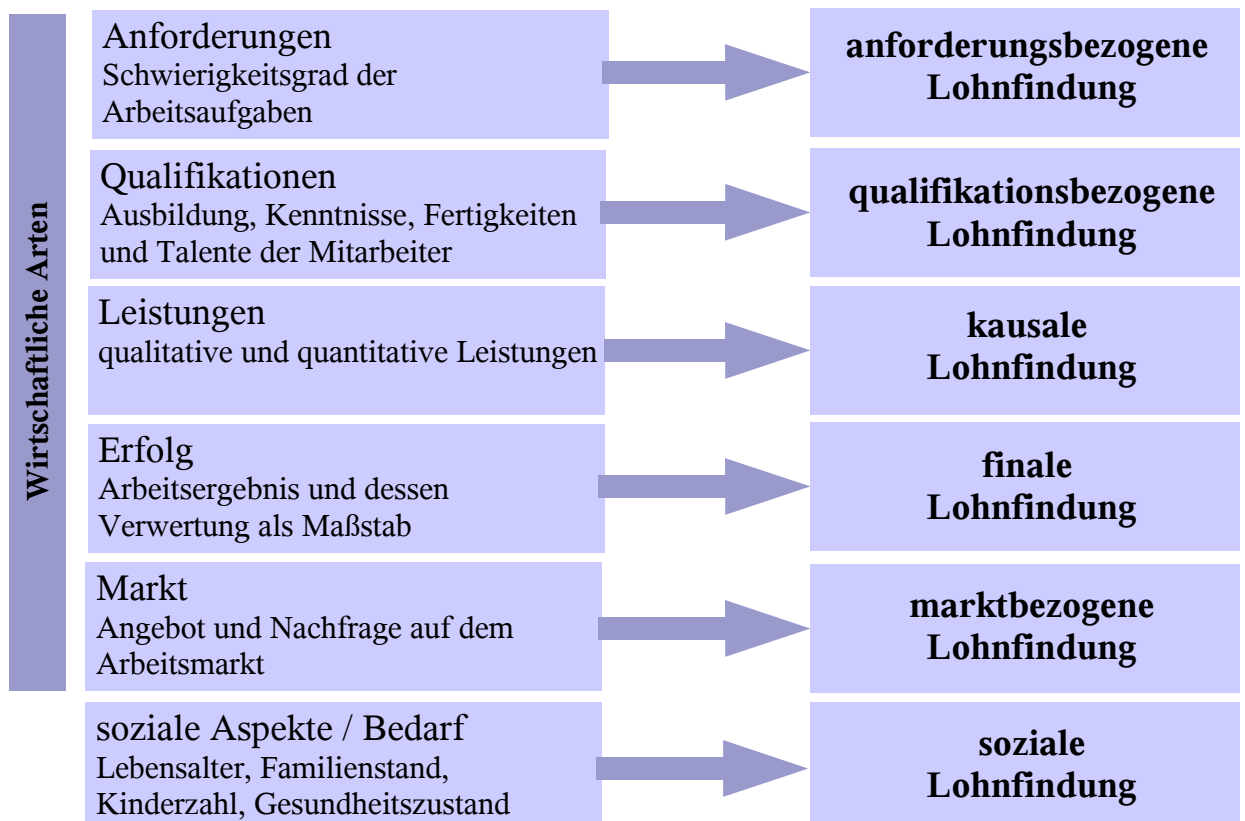 Wirtschaftliche Arten
Anforderungen
Schwierigkeitsgrad der
Arbeitsaufgaben
anforderungsbezogene
Lohnfindung
Qualifikationen
Ausbildung, Kenntnisse, Fertigkeiten
und Talente der Mitarbeiter
qualifikationsbezogene
Lohnfindung
Leistungen
qualitative und quantitative Leistungen
kausale
Lohnfindung
Erfolg
Arbeitsergebnis und dessen
Verwertung als Maßstab
finale
Lohnfindung
Markt
Angebot und Nachfrage auf dem
Arbeitsmarkt
marktbezogene
Lohnfindung
soziale Aspekte / Bedarf
Lebensalter, Familienstand,
Kinderzahl, Gesundheitszustand
soziale
Lohnfindung